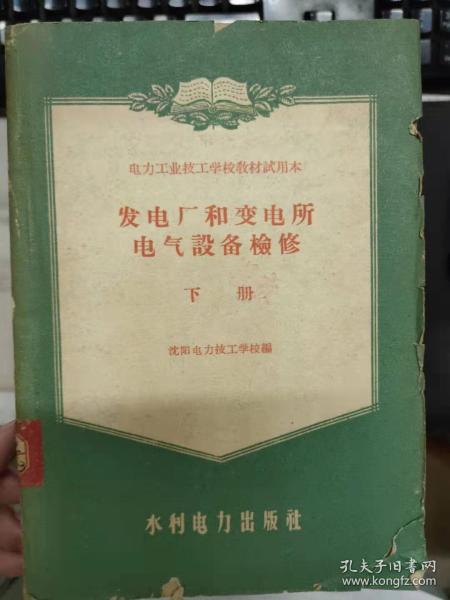 电力工业技工学校教材試用本
发电厂和变电所
电气設备檢修
下 册
沈阳电力技工学校編
水利电力出版社
孔夫子旧书网
www.kongfz.com